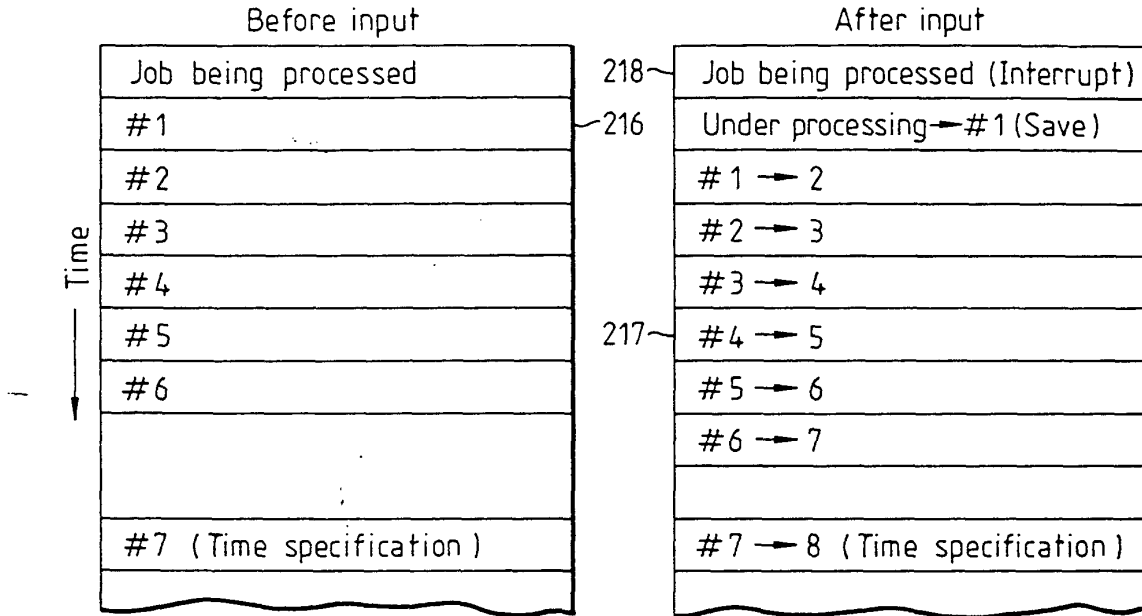 Before input
Job being processed
#1
#2
#3
#4
#5
#6
#7 (Time specification)
Time
216
After input
218
Job being processed (Interrupt)
Under processing → #1 (Save)
#1 → 2
#2 → 3
#3 → 4
217
#4 → 5
#5 → 6
#6 → 7
#7 → 8 (Time specification)